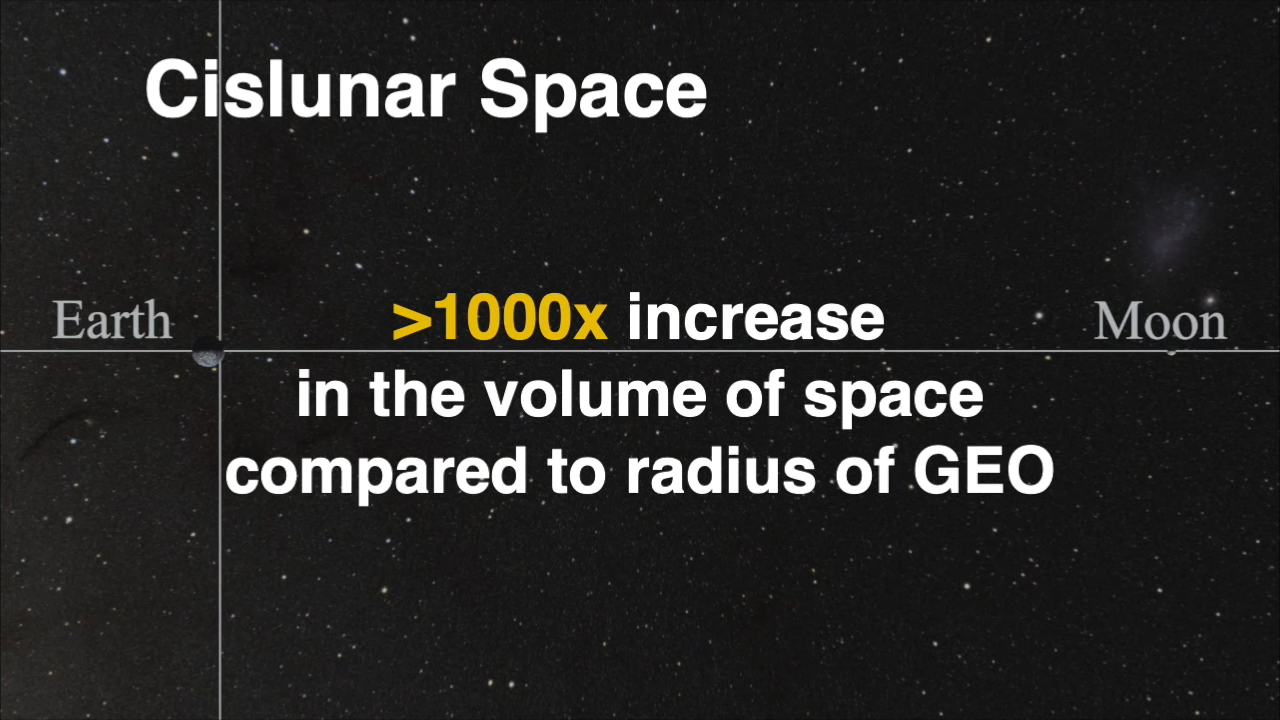 Cislunar Space
Earth
>1000x increase
Moon
in the volume of space
compared to radius of GEO